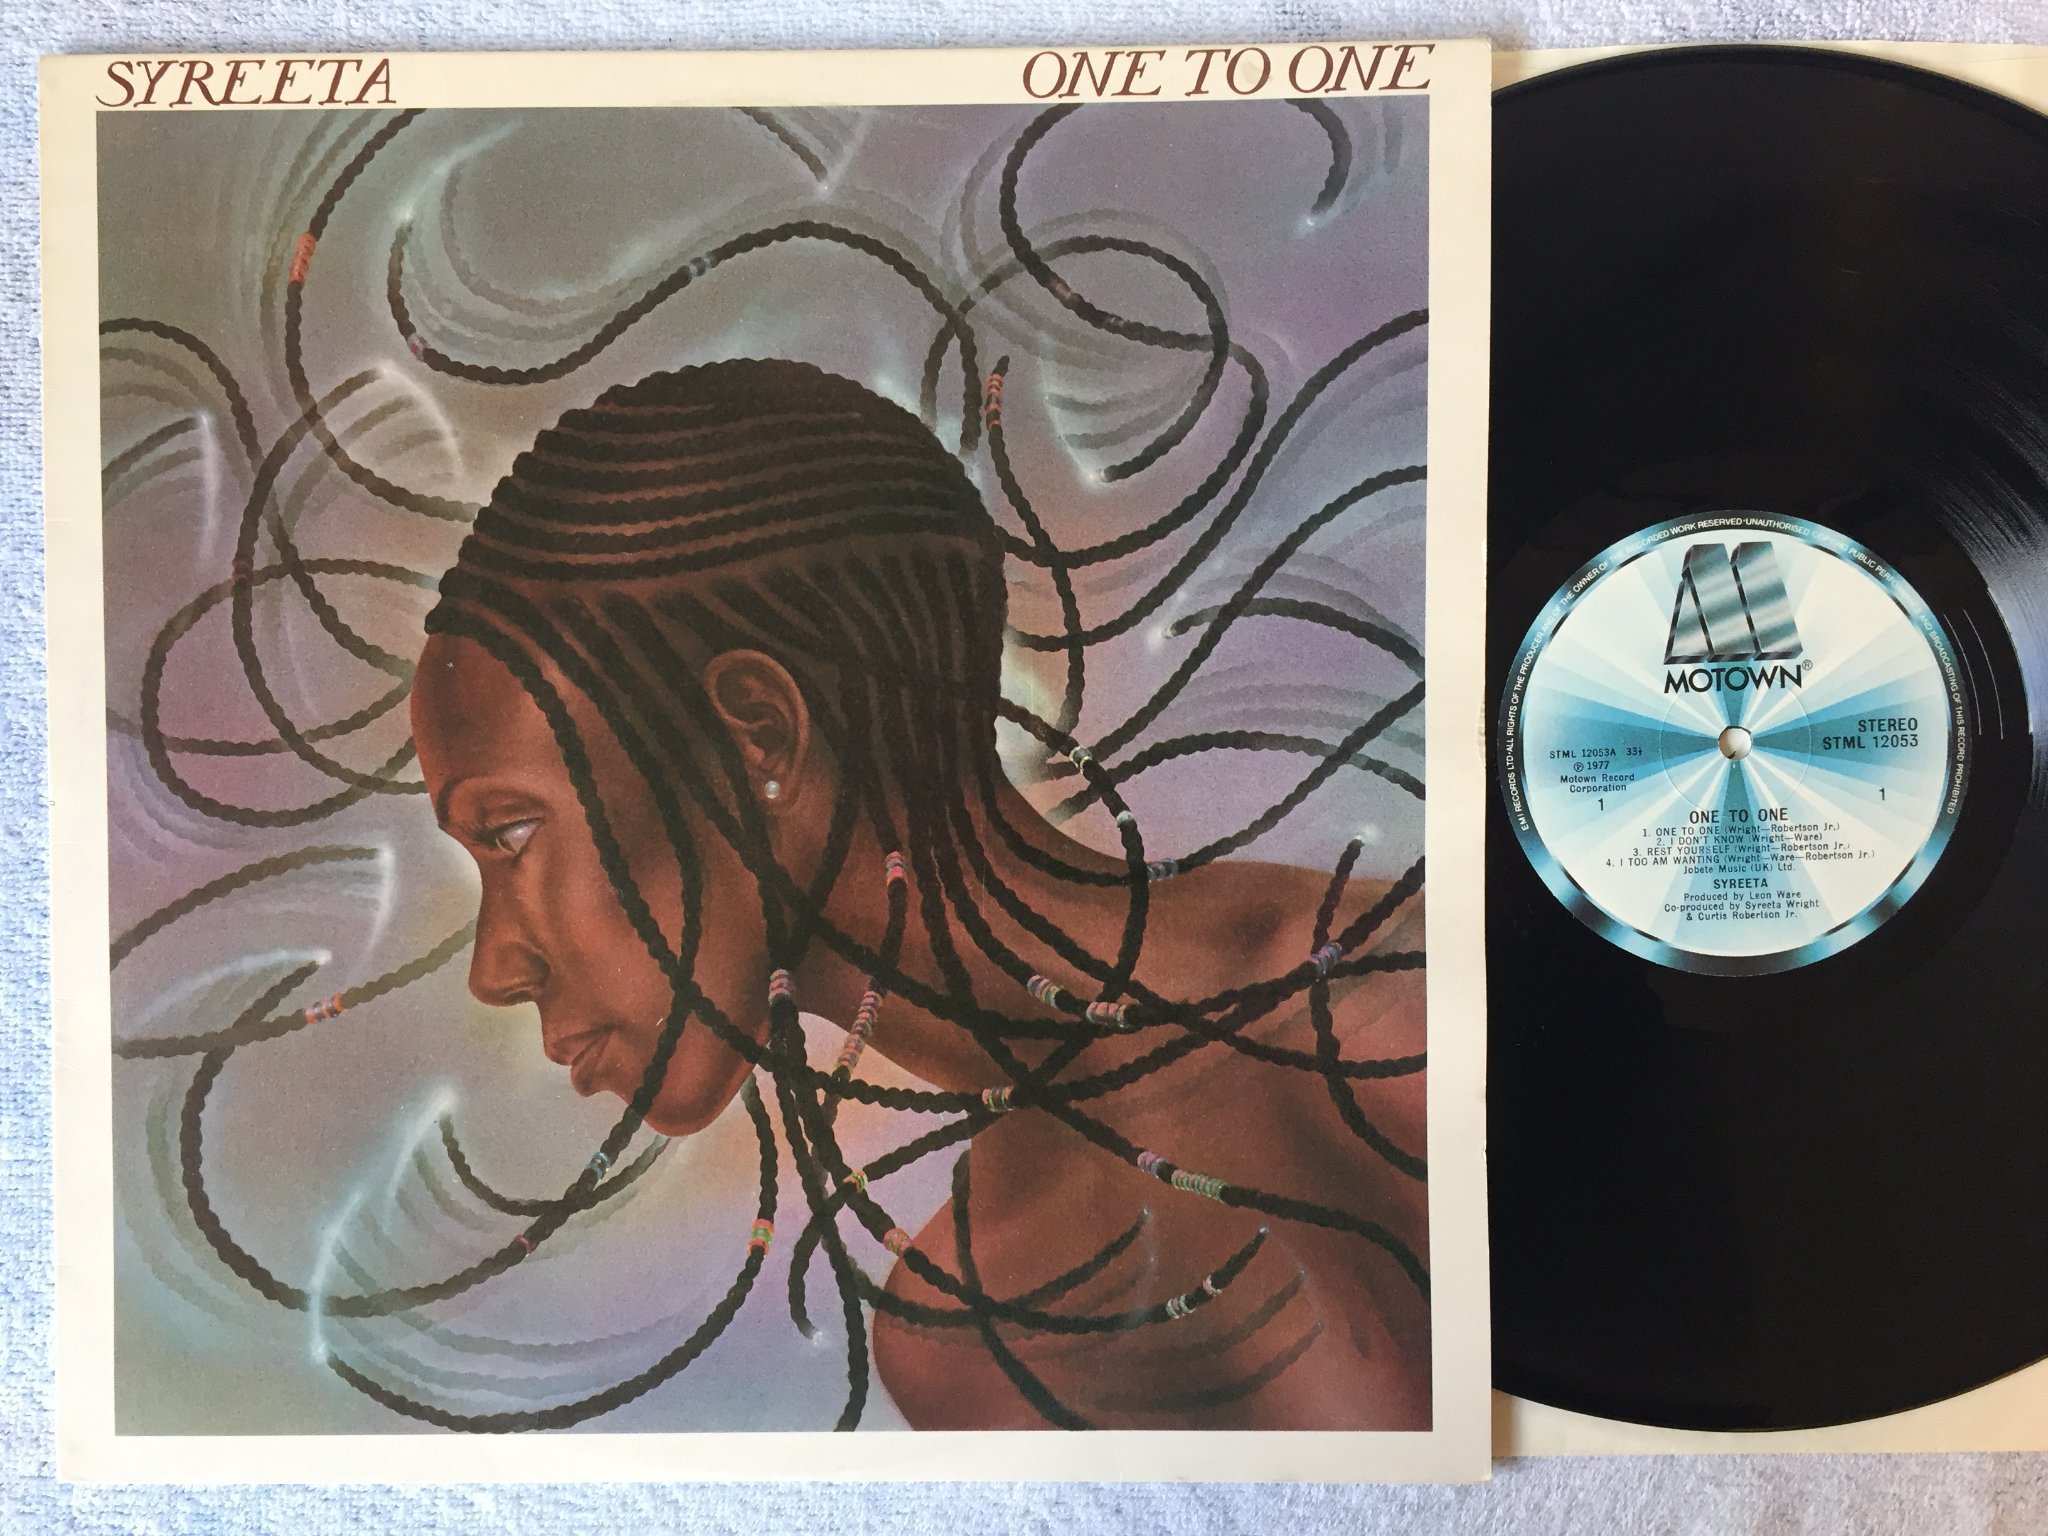 SYREETA
ONE TO ONE
EMI RECORDS LTD·ALL RIGHTS OF THE PRODUCER AND OF THE OWNER OF THE RECORDED WORK RESERVED·UNAUTHORISED COPYING PUBLIC PERFORMANCE AND BROADCASTING OF THIS RECORD PROHIBITED
MOTOWN®
STEREO
STML 12053
STML 12053A 33⅓
℗ 1977
Motown Record
Corporation
1
1
ONE TO ONE
1. ONE TO ONE (Wright—Robertson Jr.)
2. I DON'T KNOW (Wright—Ware)
3. REST YOURSELF (Wright—Robertson Jr.)
4. I TOO AM WANTING (Wright—Ware—Robertson Jr.)
Jobete Music (UK) Ltd.
SYREETA
Produced by Leon Ware
Co-produced by Syreeta Wright
& Curtis Robertson Jr.